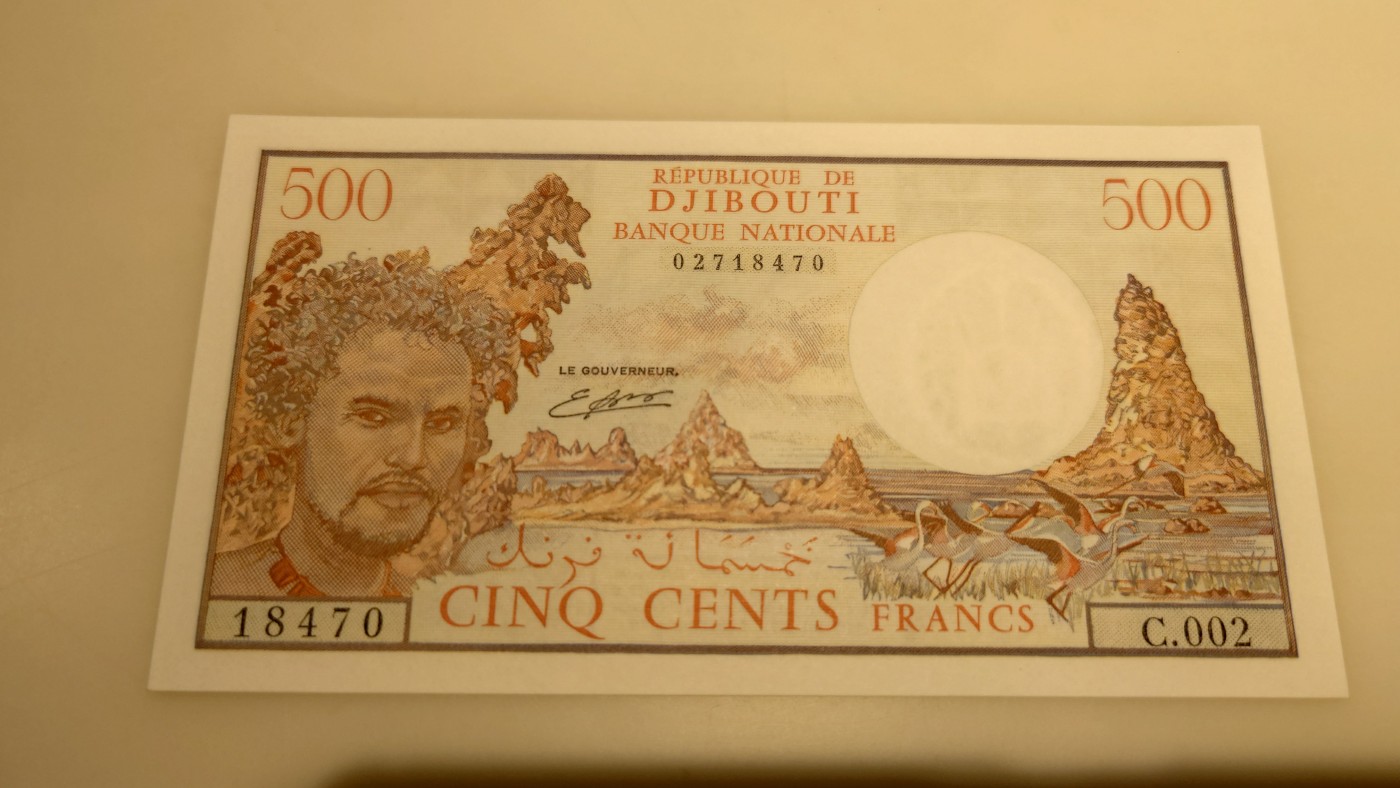 500
RÉPUBLIQUE DE
DJIBOUTI
BANQUE NATIONALE
02718470
500
LE GOUVERNEUR,
خمسمائة فرنك
CINQ CENTS FRANCS
18470
C.002